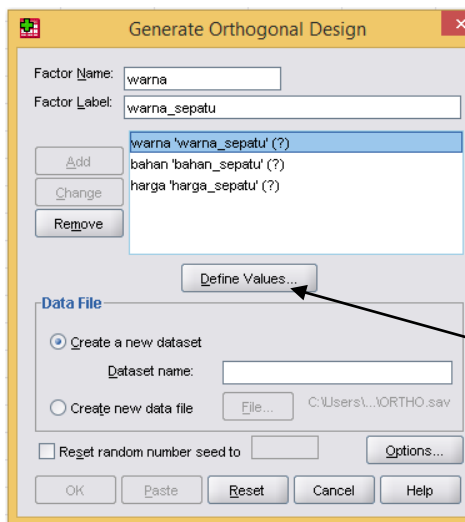 Generate Orthogonal Design
Factor Name: warna
Factor Label: warna_sepatu
Add
Change
Remove
warna 'warna_sepatu' (?)
bahan 'bahan_sepatu' (?)
harga 'harga_sepatu' (?)
Define Values...
Data File
Create a new dataset
Dataset name:
Create new data file File... C:\Users\...\ORTHO.sav
Reset random number seed to Options...
OK Paste Reset Cancel Help